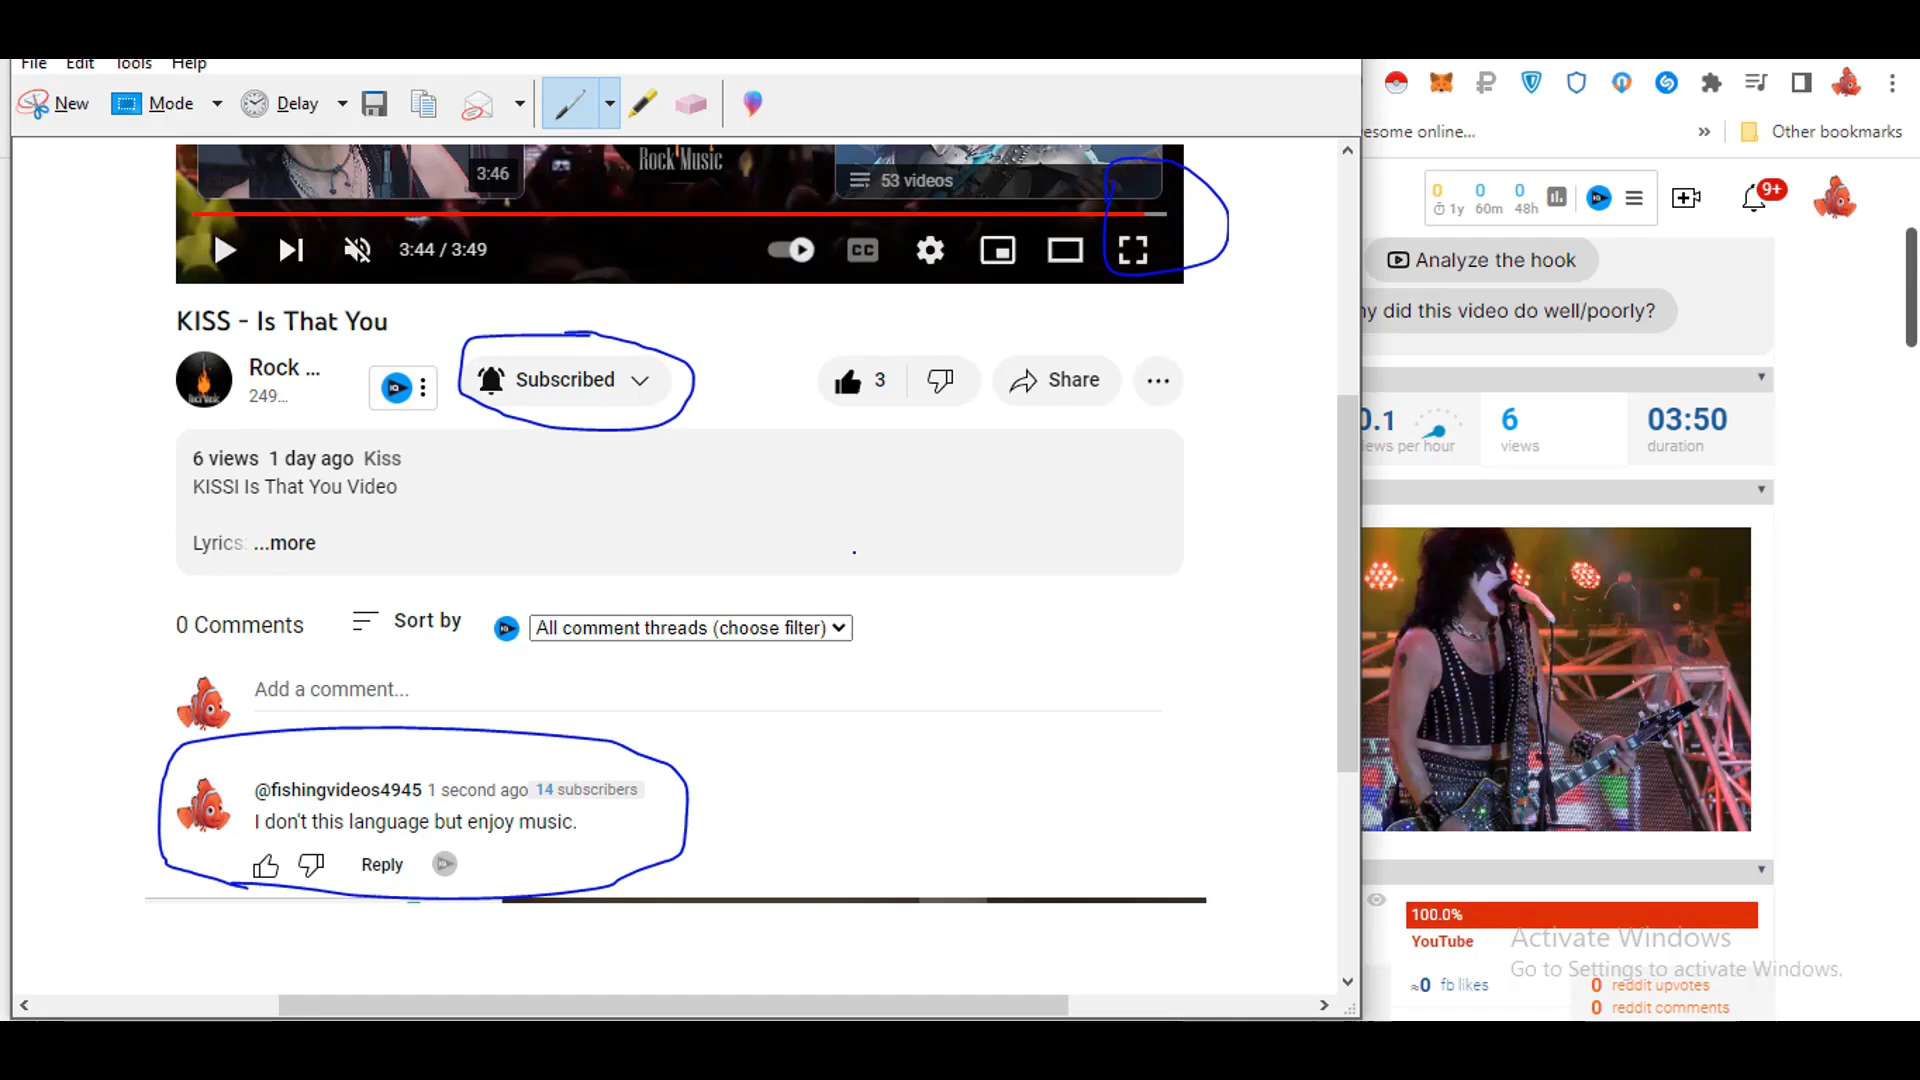 File Edit Tools Help
New Mode Delay
Rock Music
3:46
53 videos
3:44 / 3:49
CC
KISS - Is That You
Rock ...
249...
Subscribed
3
Share
6 views 1 day ago Kiss
KISSI Is That You Video
Lyrics: ...more
0 Comments
Sort by
All comment threads (choose filter)
Add a comment...
@fishingvideos4945 1 second ago 14 subscribers
I don't this language but enjoy music.
Reply
esome online...
»
Other bookmarks
0 0 0
1y 60m 48h
9+
Analyze the hook
hy did this video do well/poorly?
0.1 6 03:50
iews per hour views duration
100.0%
YouTube
Activate Windows
Go to Settings to activate Windows.
≈0 fb likes
0 reddit upvotes
0 reddit comments